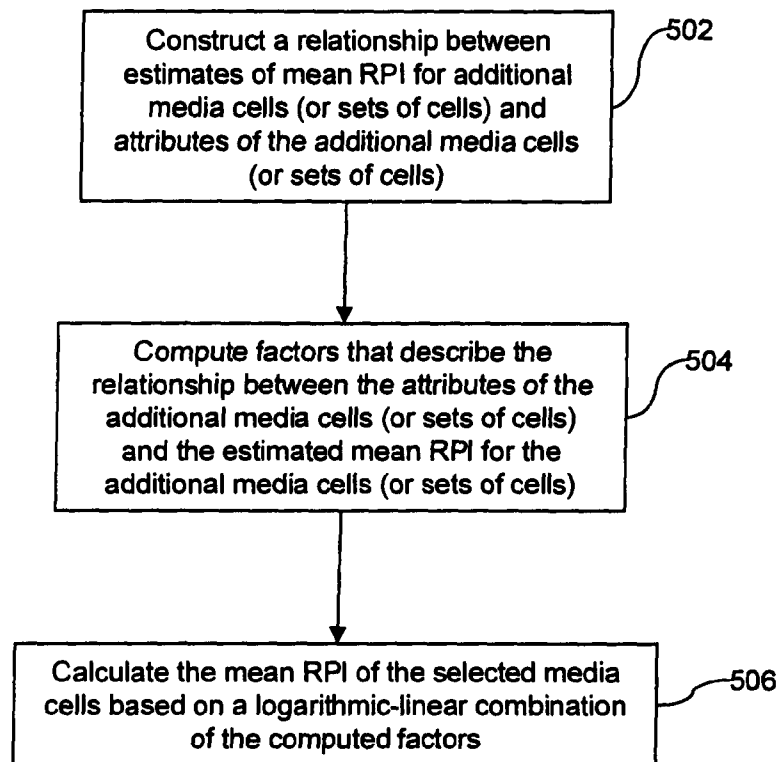 Construct a relationship between
estimates of mean RPI for additional
media cells (or sets of cells) and
attributes of the additional media cells
(or sets of cells)
502
Compute factors that describe the
relationship between the attributes of the
additional media cells (or sets of cells)
and the estimated mean RPI for the
additional media cells (or sets of cells)
504
Calculate the mean RPI of the selected media
cells based on a logarithmic-linear combination
of the computed factors
506